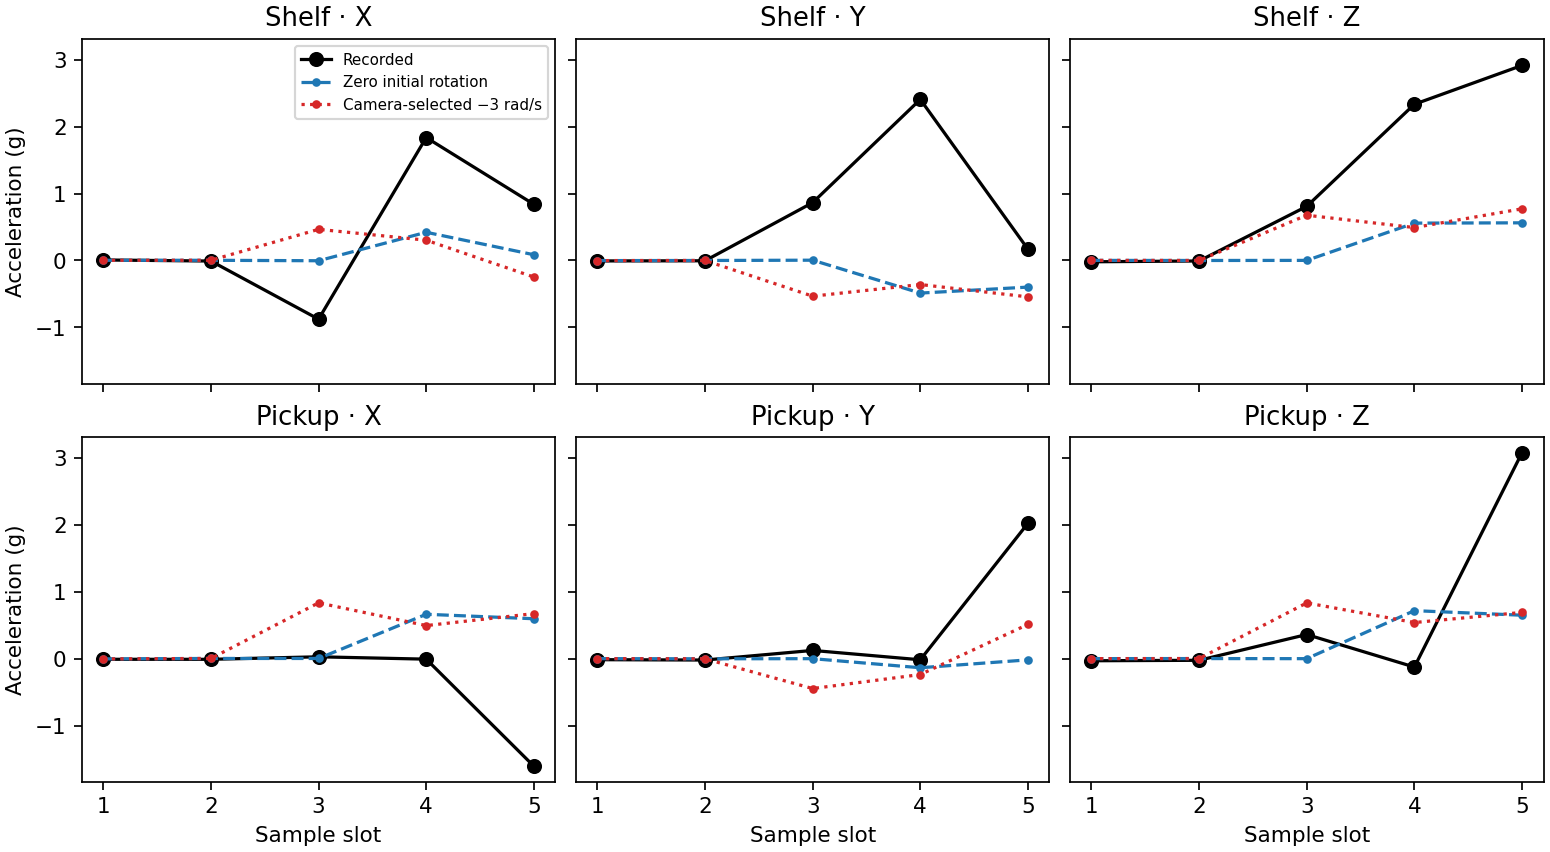 Shelf · X
Shelf · Y
Shelf · Z
Recorded
Zero initial rotation
Camera-selected −3 rad/s
Acceleration (g)
3
2
1
0
−1
Pickup · X
Pickup · Y
Pickup · Z
Acceleration (g)
3
2
1
0
−1
1 2 3 4 5
1 2 3 4 5
1 2 3 4 5
Sample slot
Sample slot
Sample slot